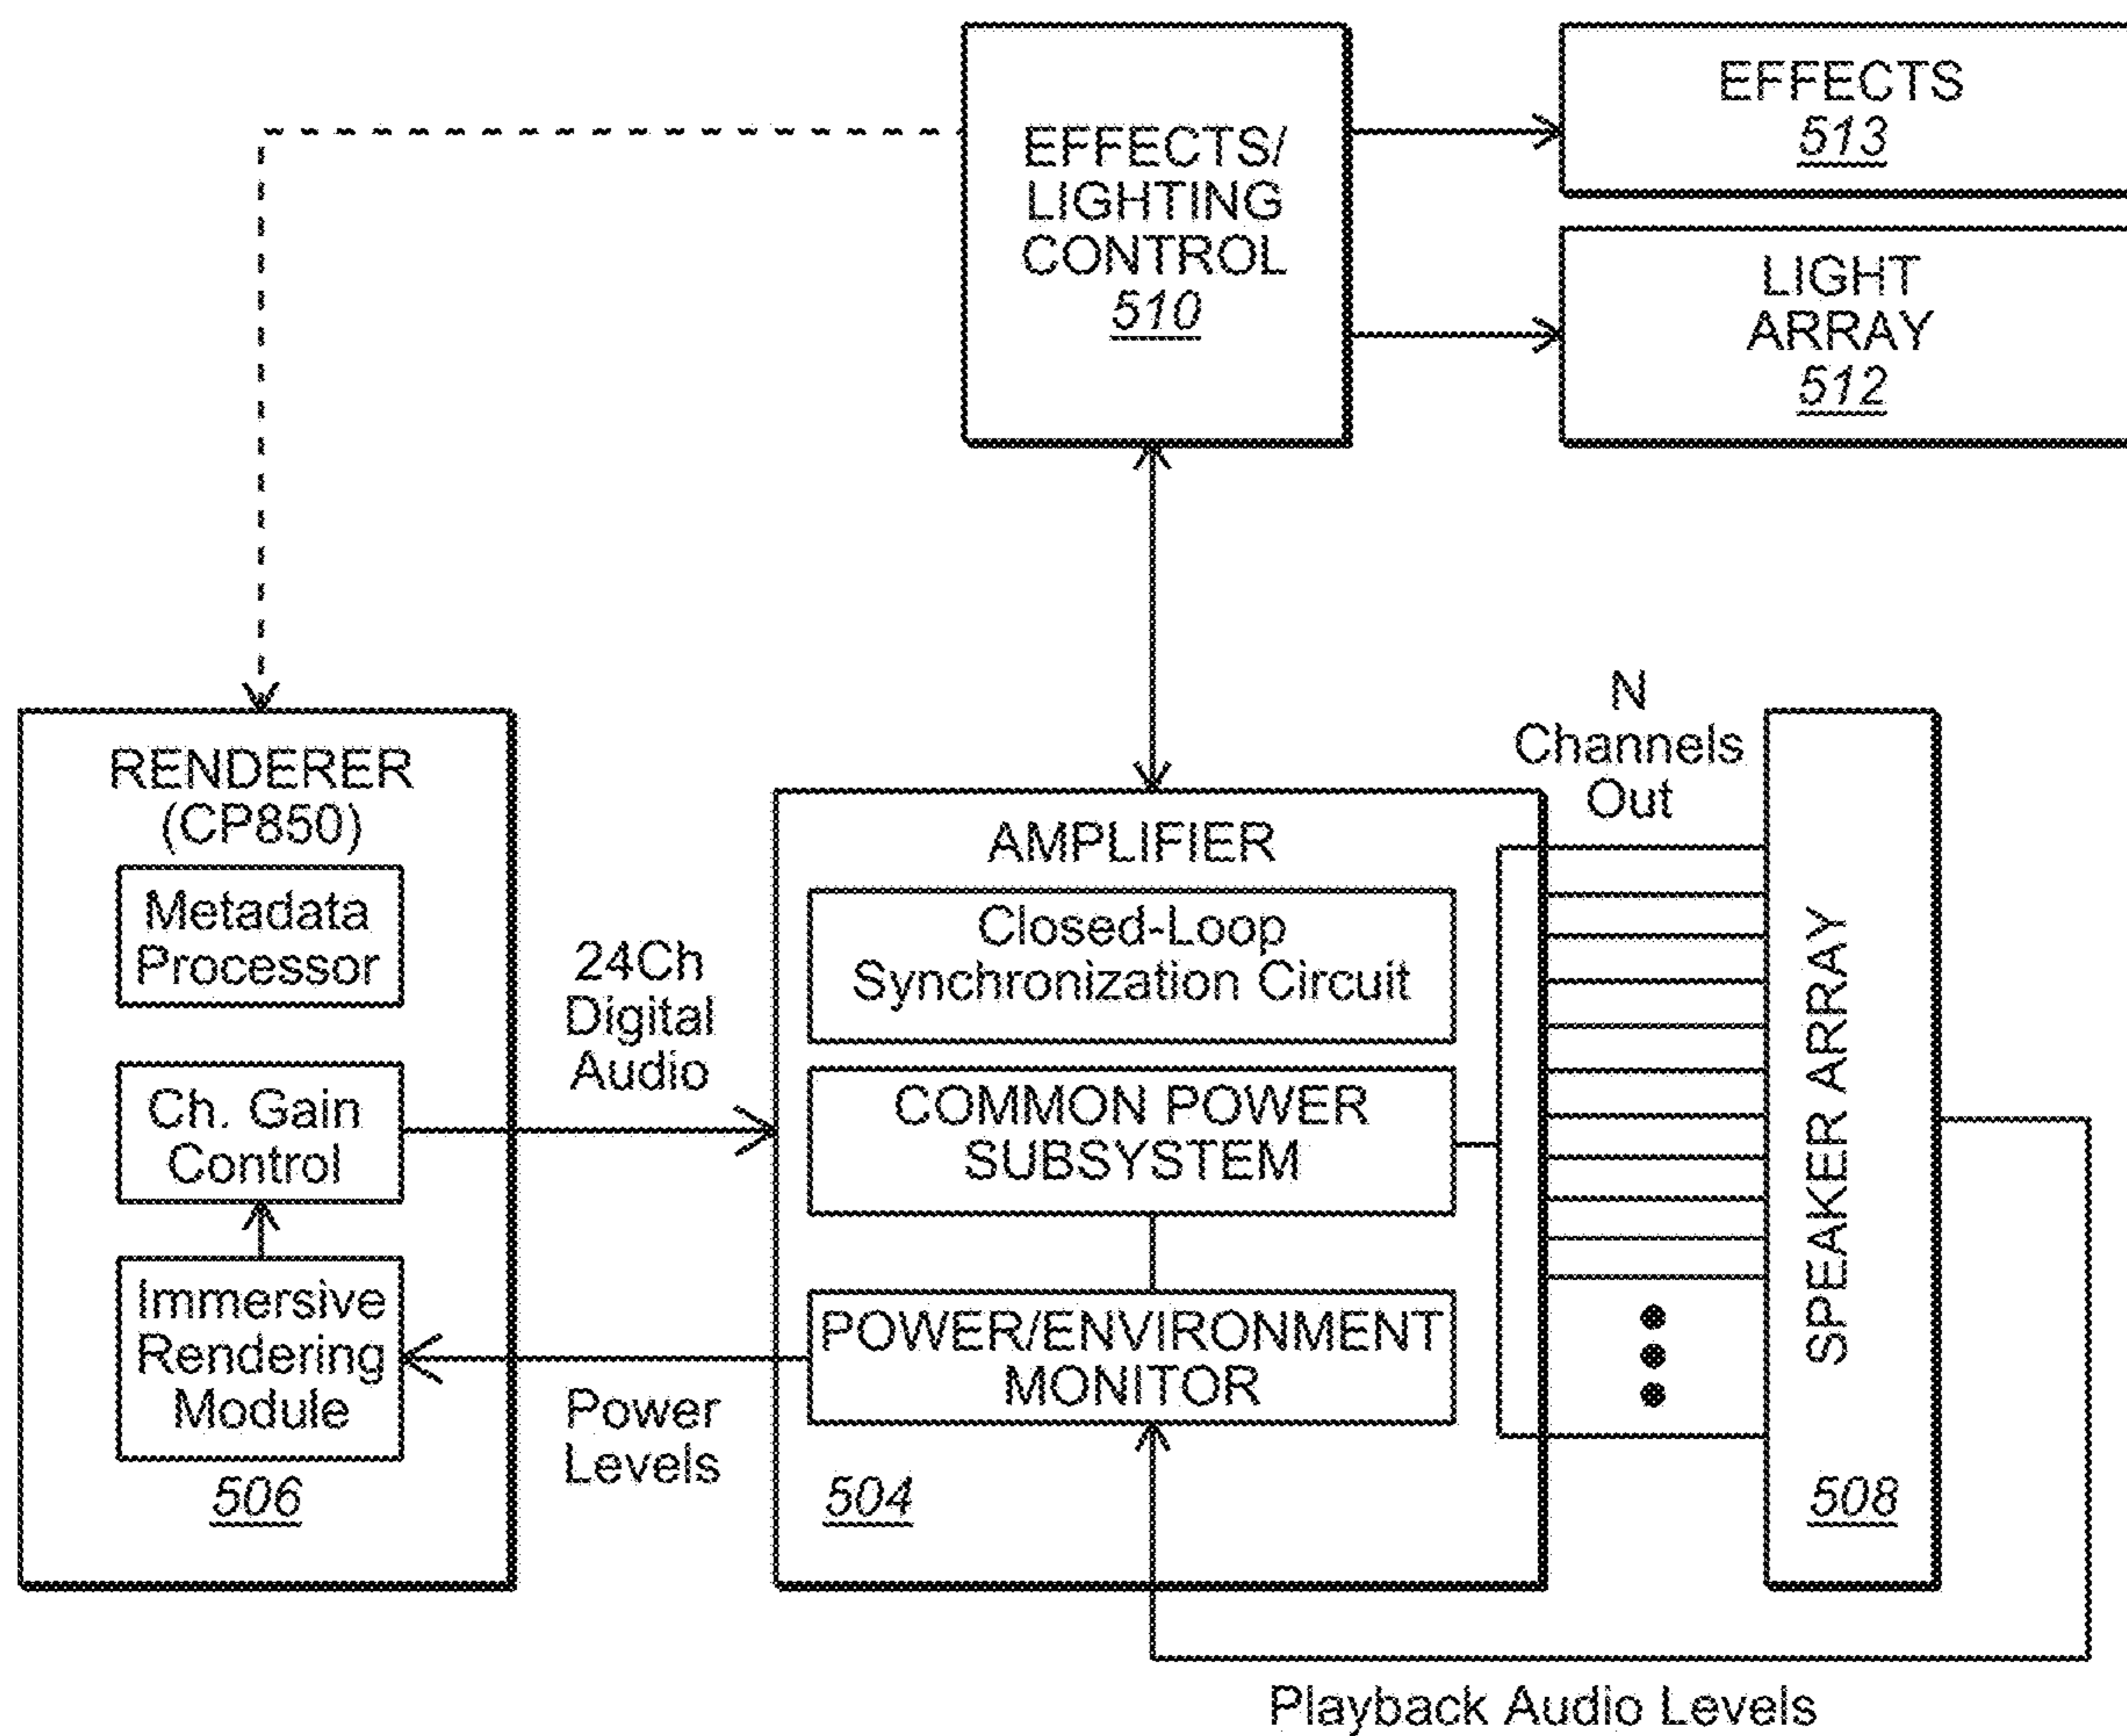 EFFECTS/
LIGHTING
CONTROL
510
EFFECTS
513
LIGHT
ARRAY
512
RENDERER
(CP850)
Metadata
Processor
Ch. Gain
Control
Immersive
Rendering
Module
506
24Ch
Digital
Audio
Power
Levels
AMPLIFIER
Closed-Loop
Synchronization Circuit
COMMON POWER
SUBSYSTEM
POWER/ENVIRONMENT
MONITOR
504
N
Channels
Out
SPEAKER ARRAY
508
Playback Audio Levels